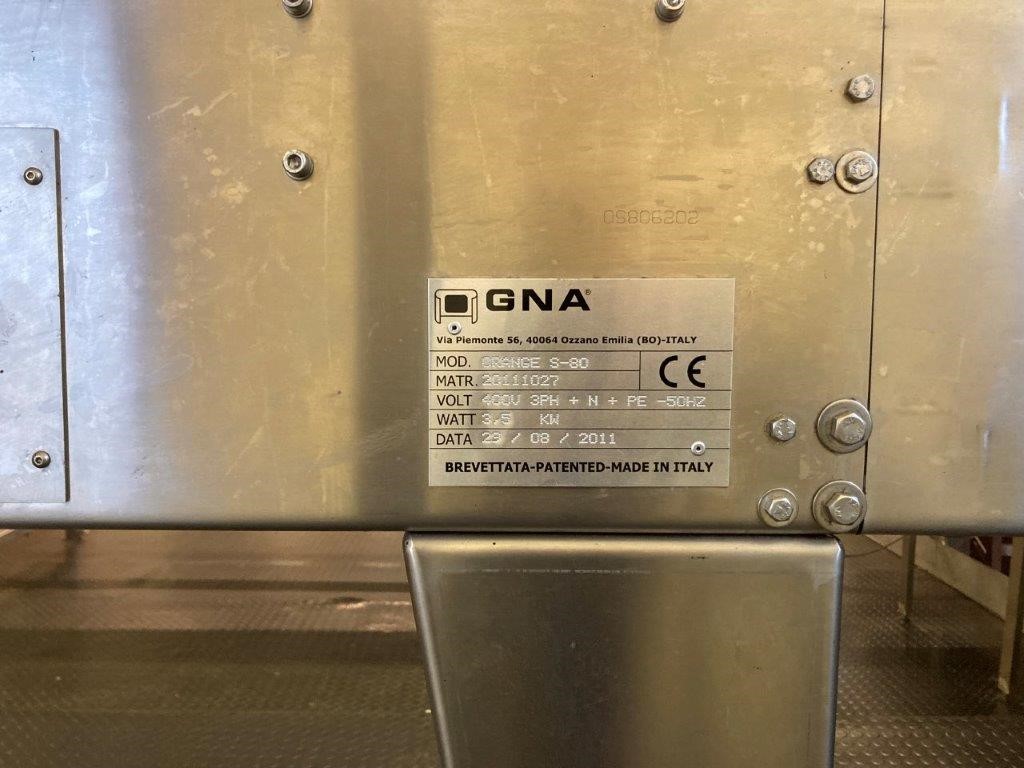 0S806202
GNA®
Via Piemonte 56, 40064 Ozzano Emilia (BO)-ITALY
MOD. ORANGE S-80
CE
MATR. 20111027
VOLT 400V 3PH + N + PE -50HZ
WATT 3,5 KW
DATA 29 / 08 / 2011
BREVETTATA-PATENTED-MADE IN ITALY